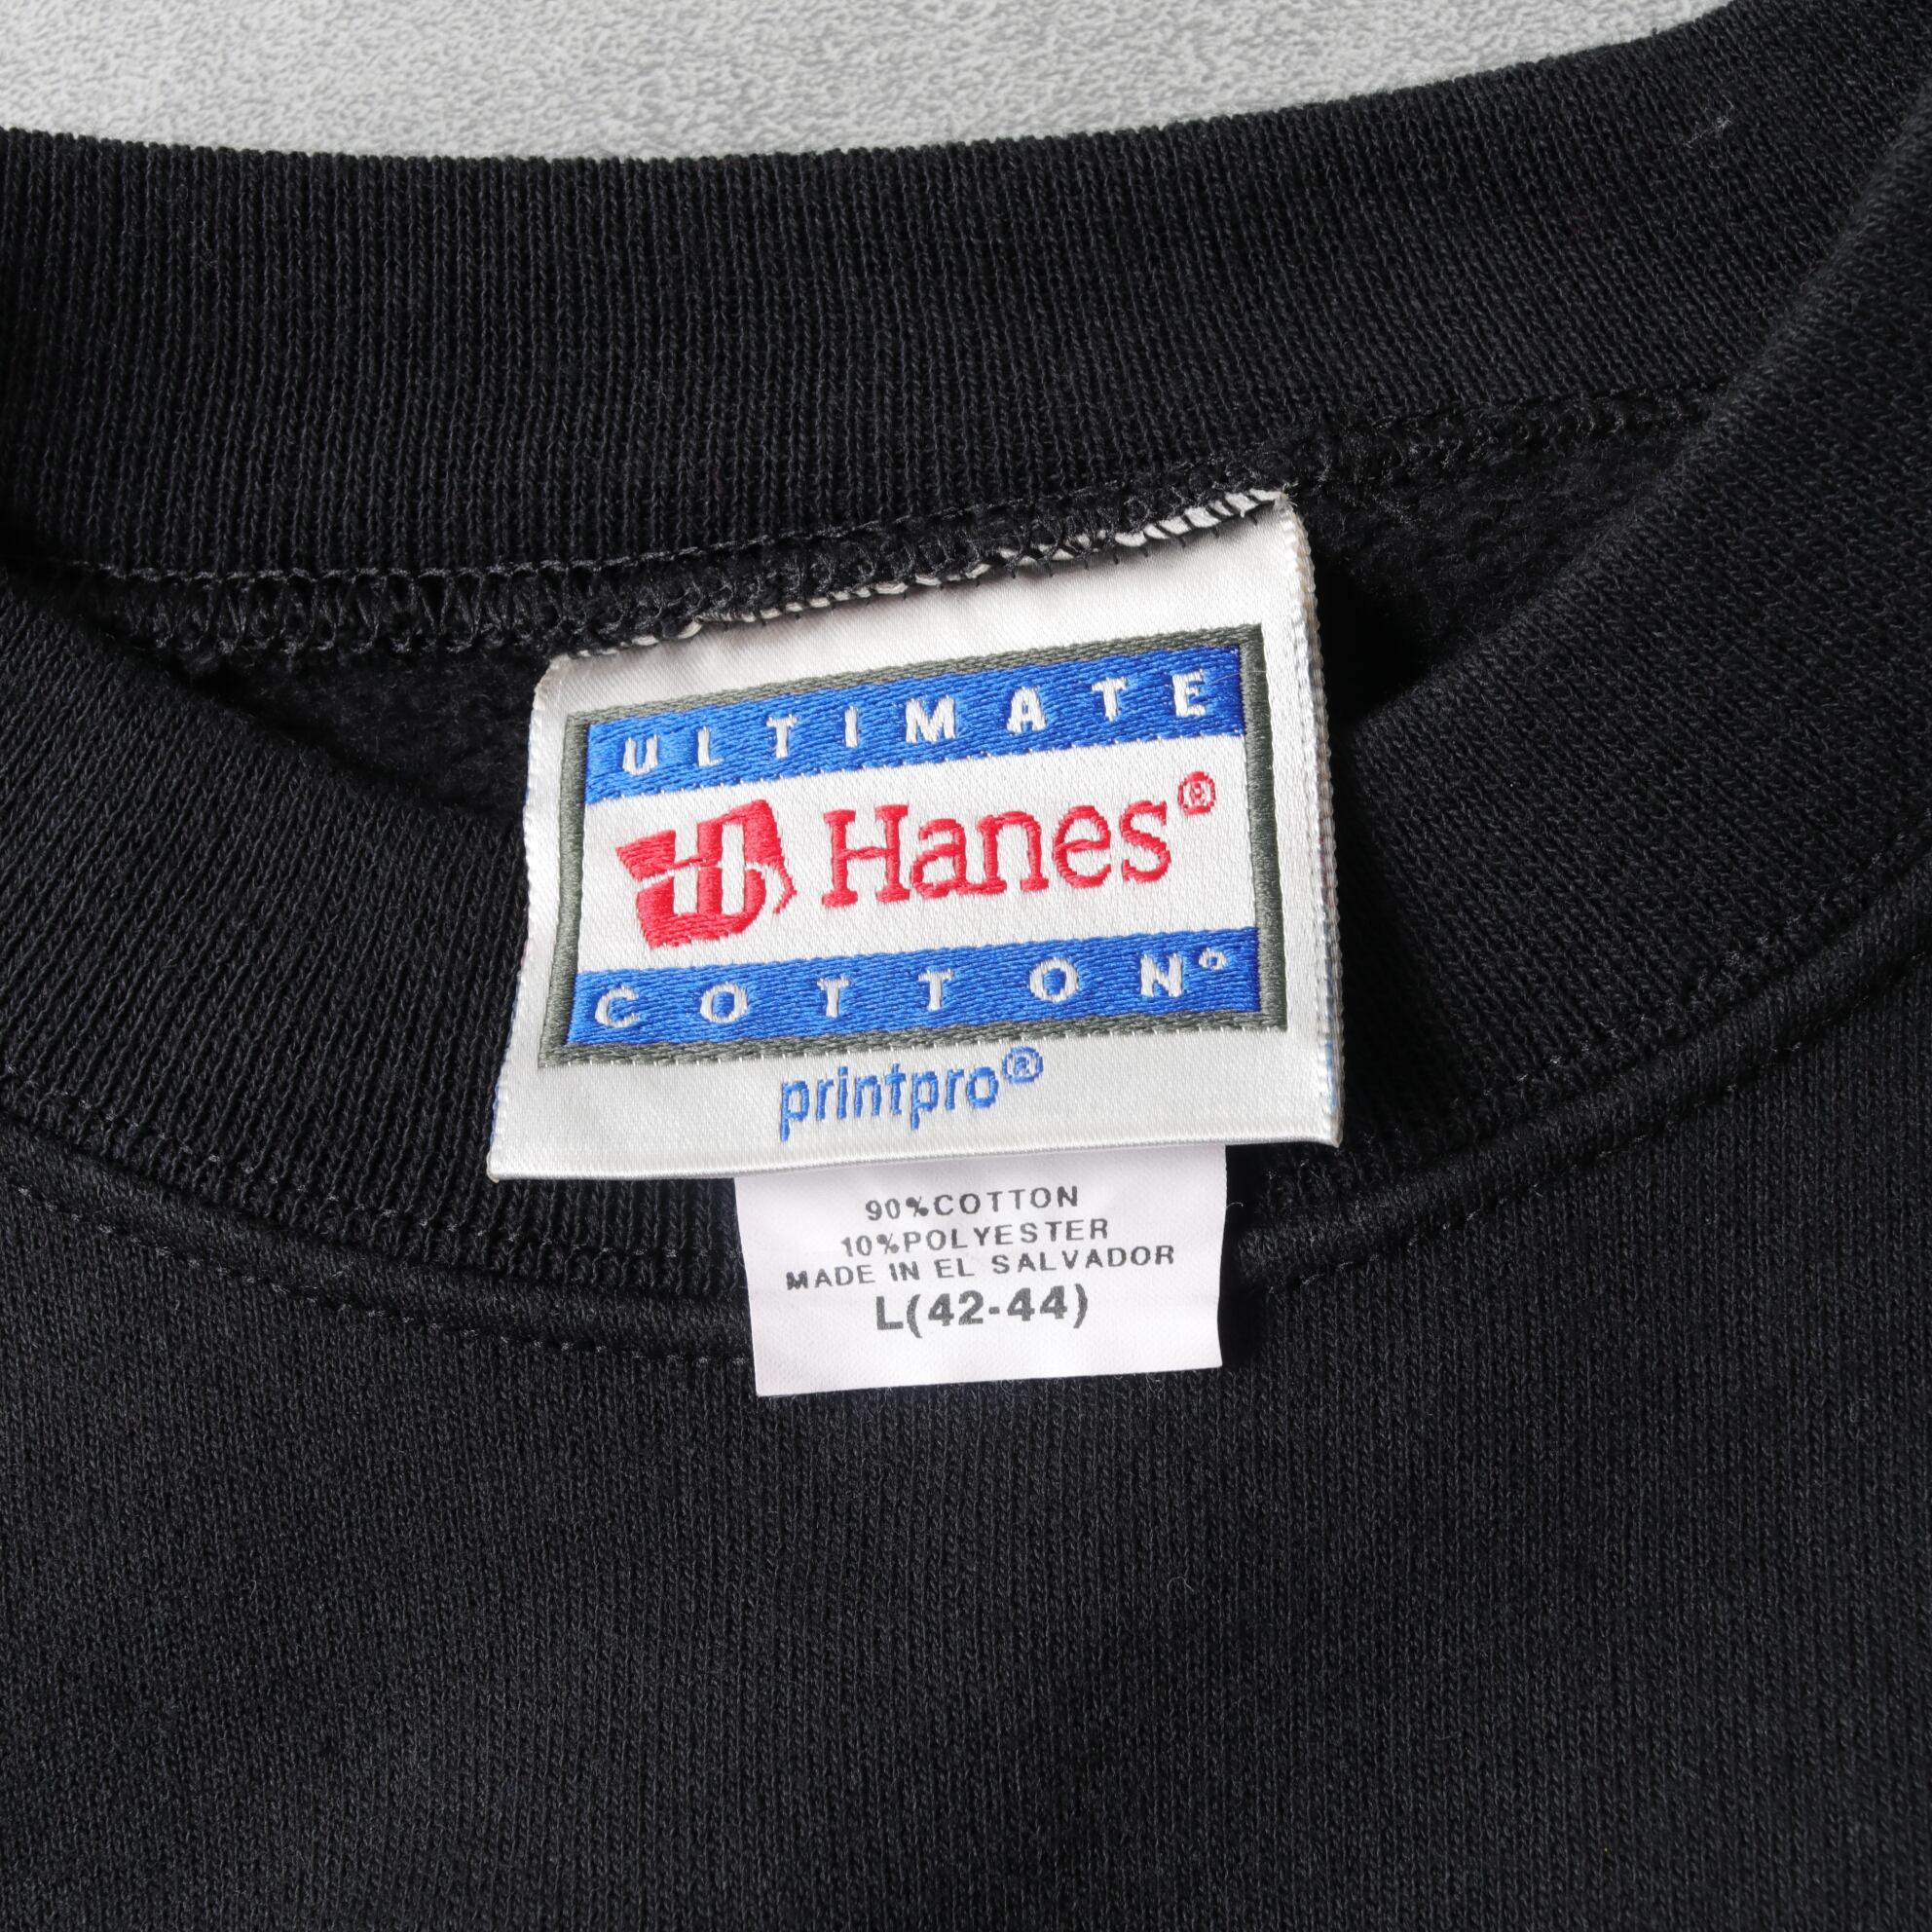 ULTIMATE
Hanes®
COTTON®
printpro®
90%COTTON
10%POLYESTER
MADE IN EL SALVADOR
L(42-44)